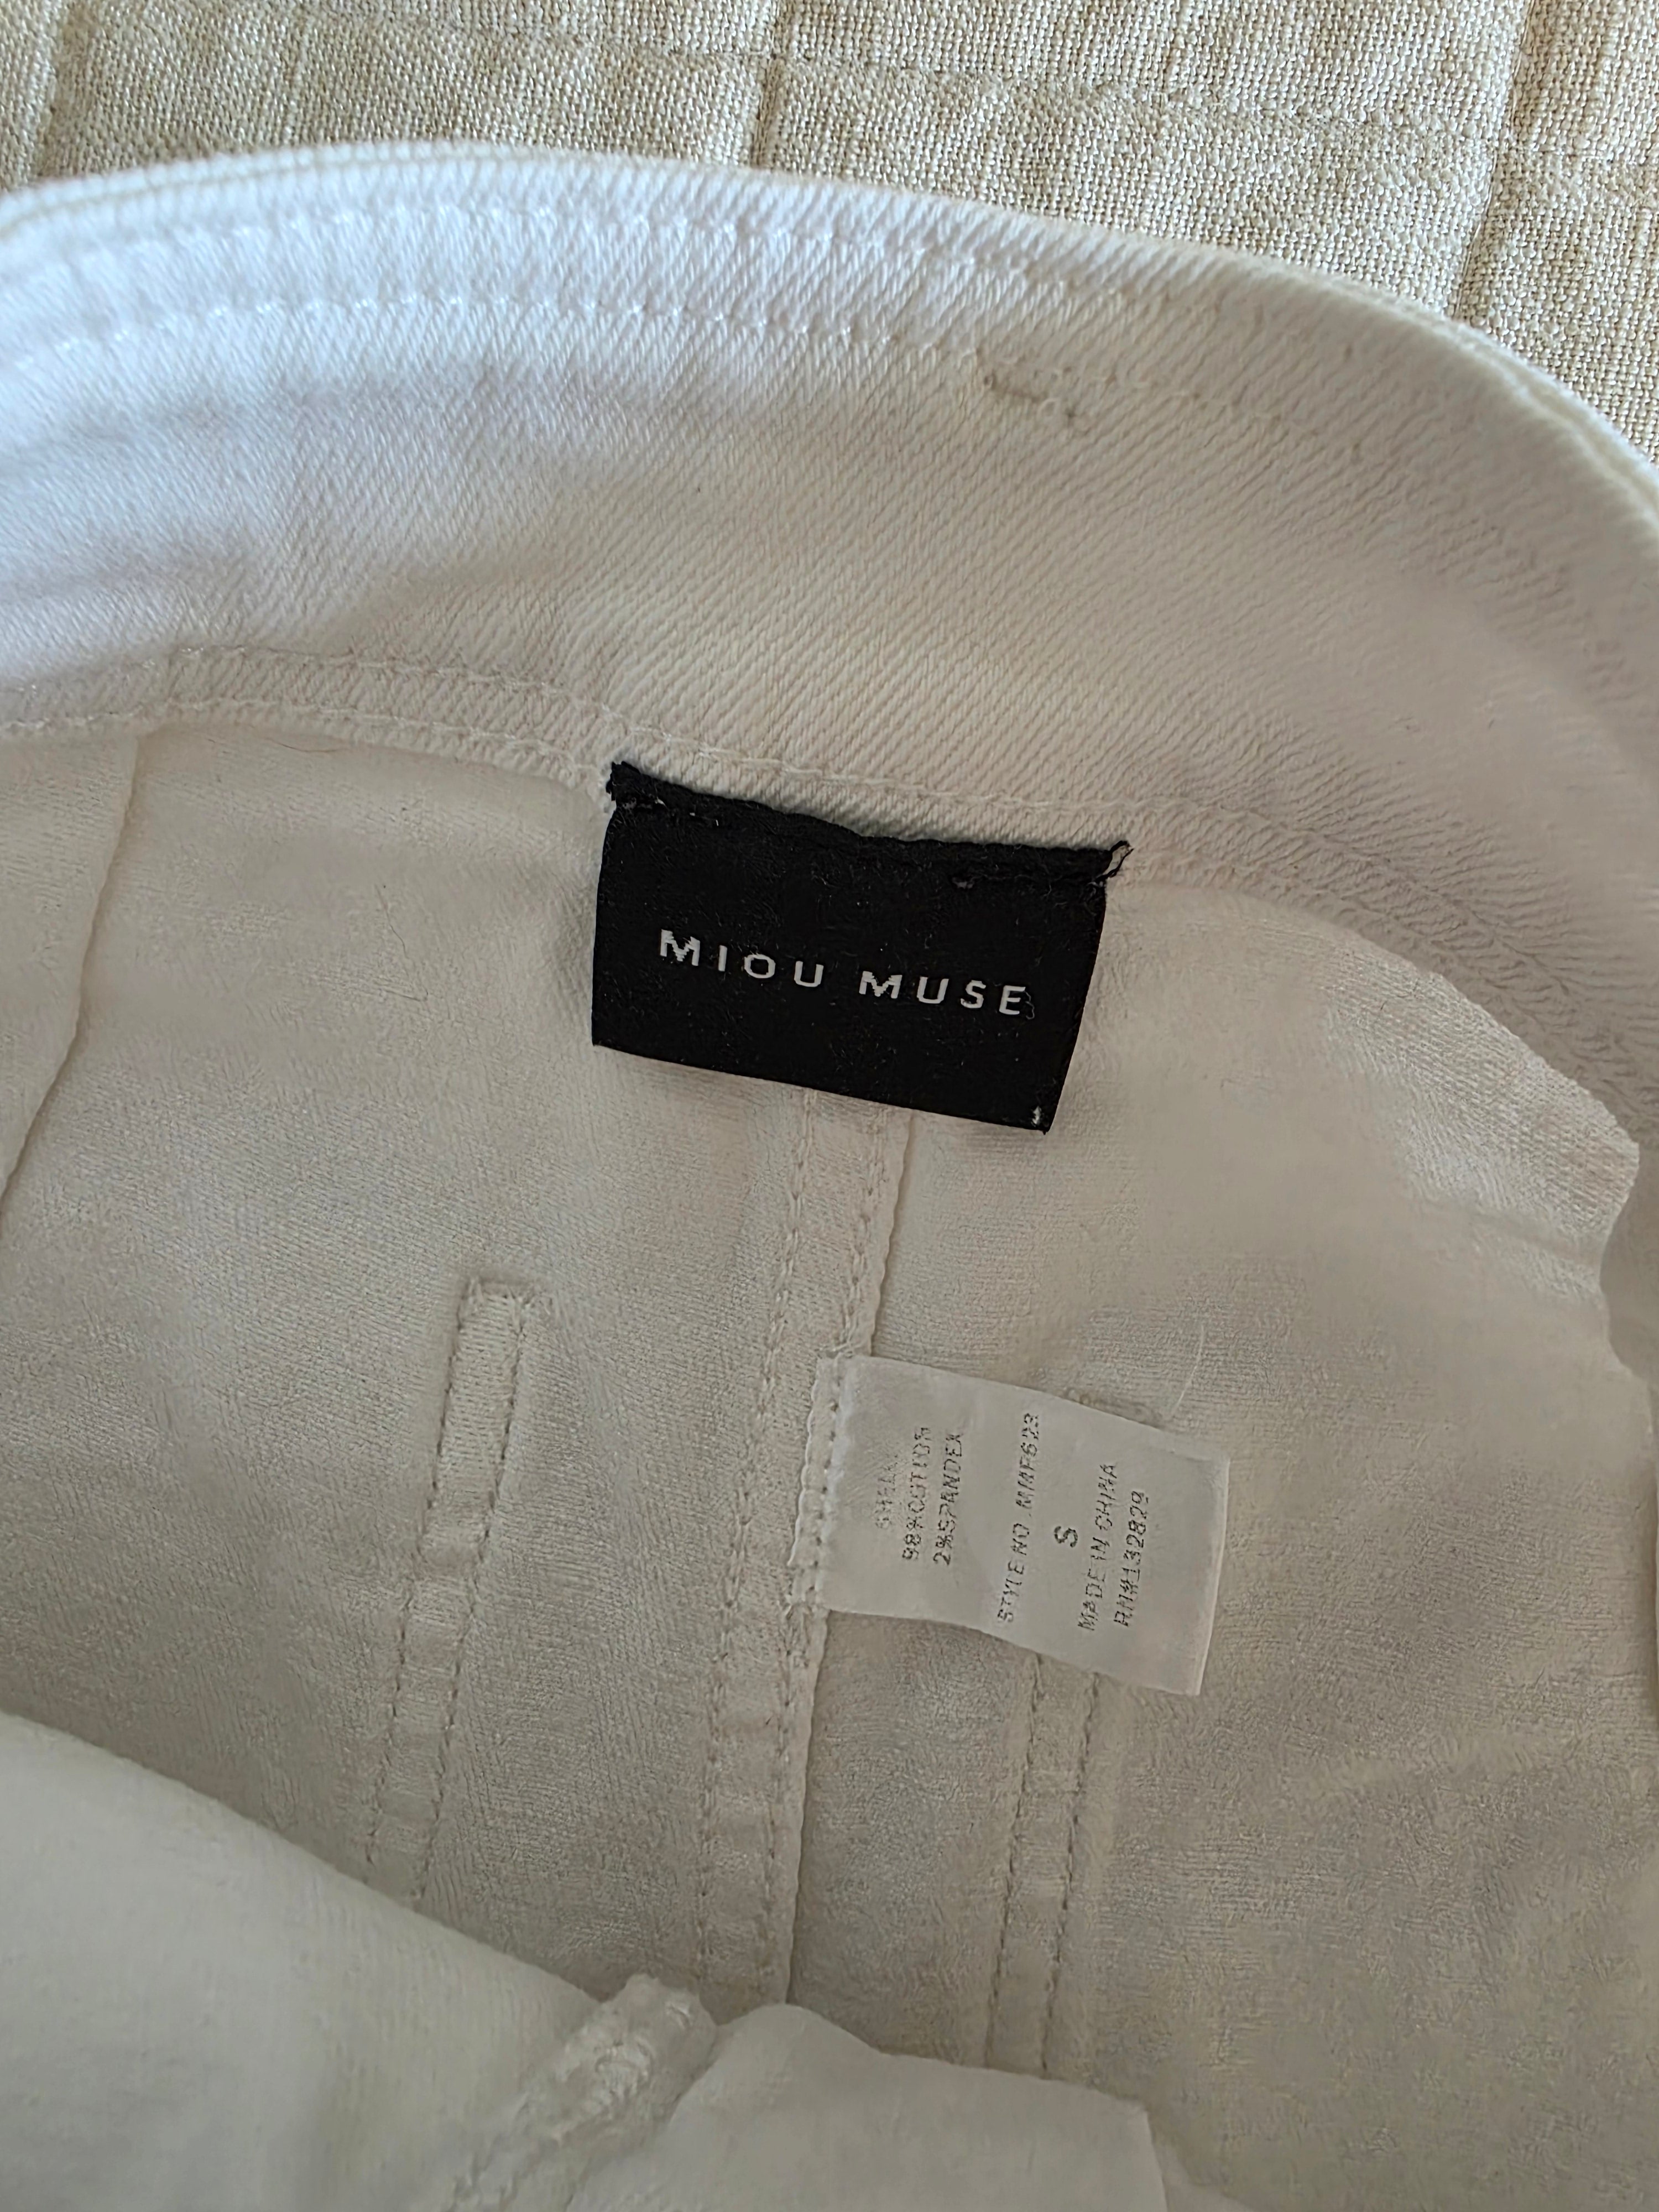 MIOU MUSE
SHELL
98%COTTON
2%SPANDEX
STYLE NO.MMF623
S
MADE IN CHINA
RN#132829